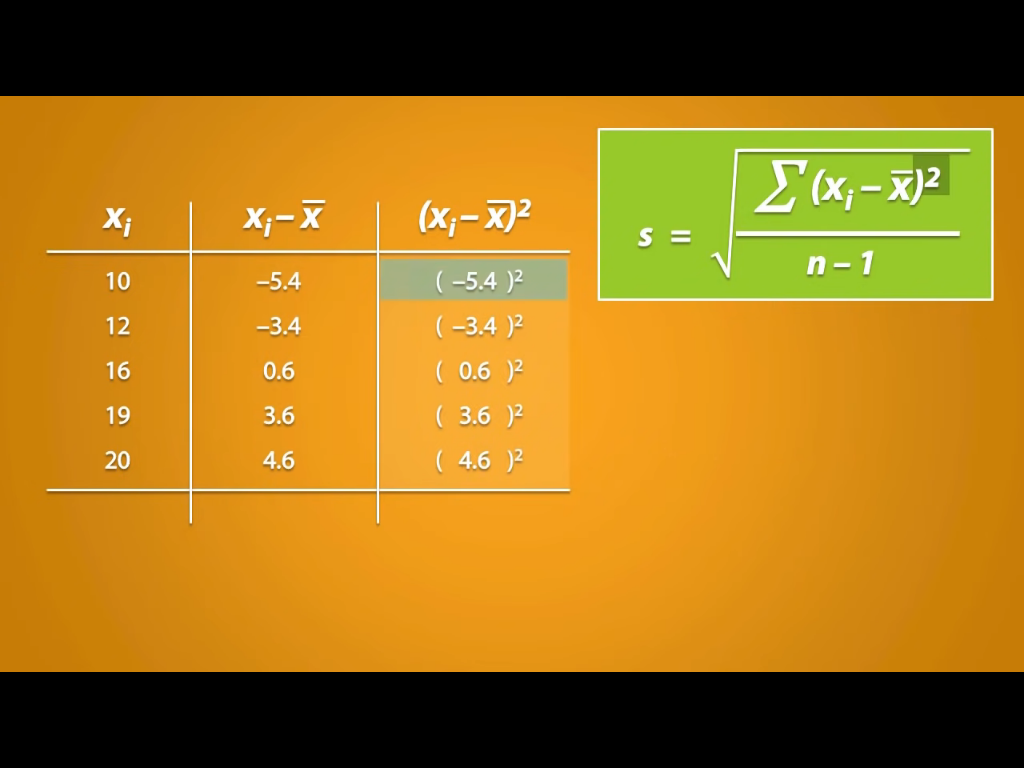 xᵢ xᵢ – x̅ (xᵢ – x̅)²
10 –5.4 ( –5.4 )²
12 –3.4 ( –3.4 )²
16 0.6 ( 0.6 )²
19 3.6 ( 3.6 )²
20 4.6 ( 4.6 )²
s = √ Σ (xᵢ – x̅)²
n – 1